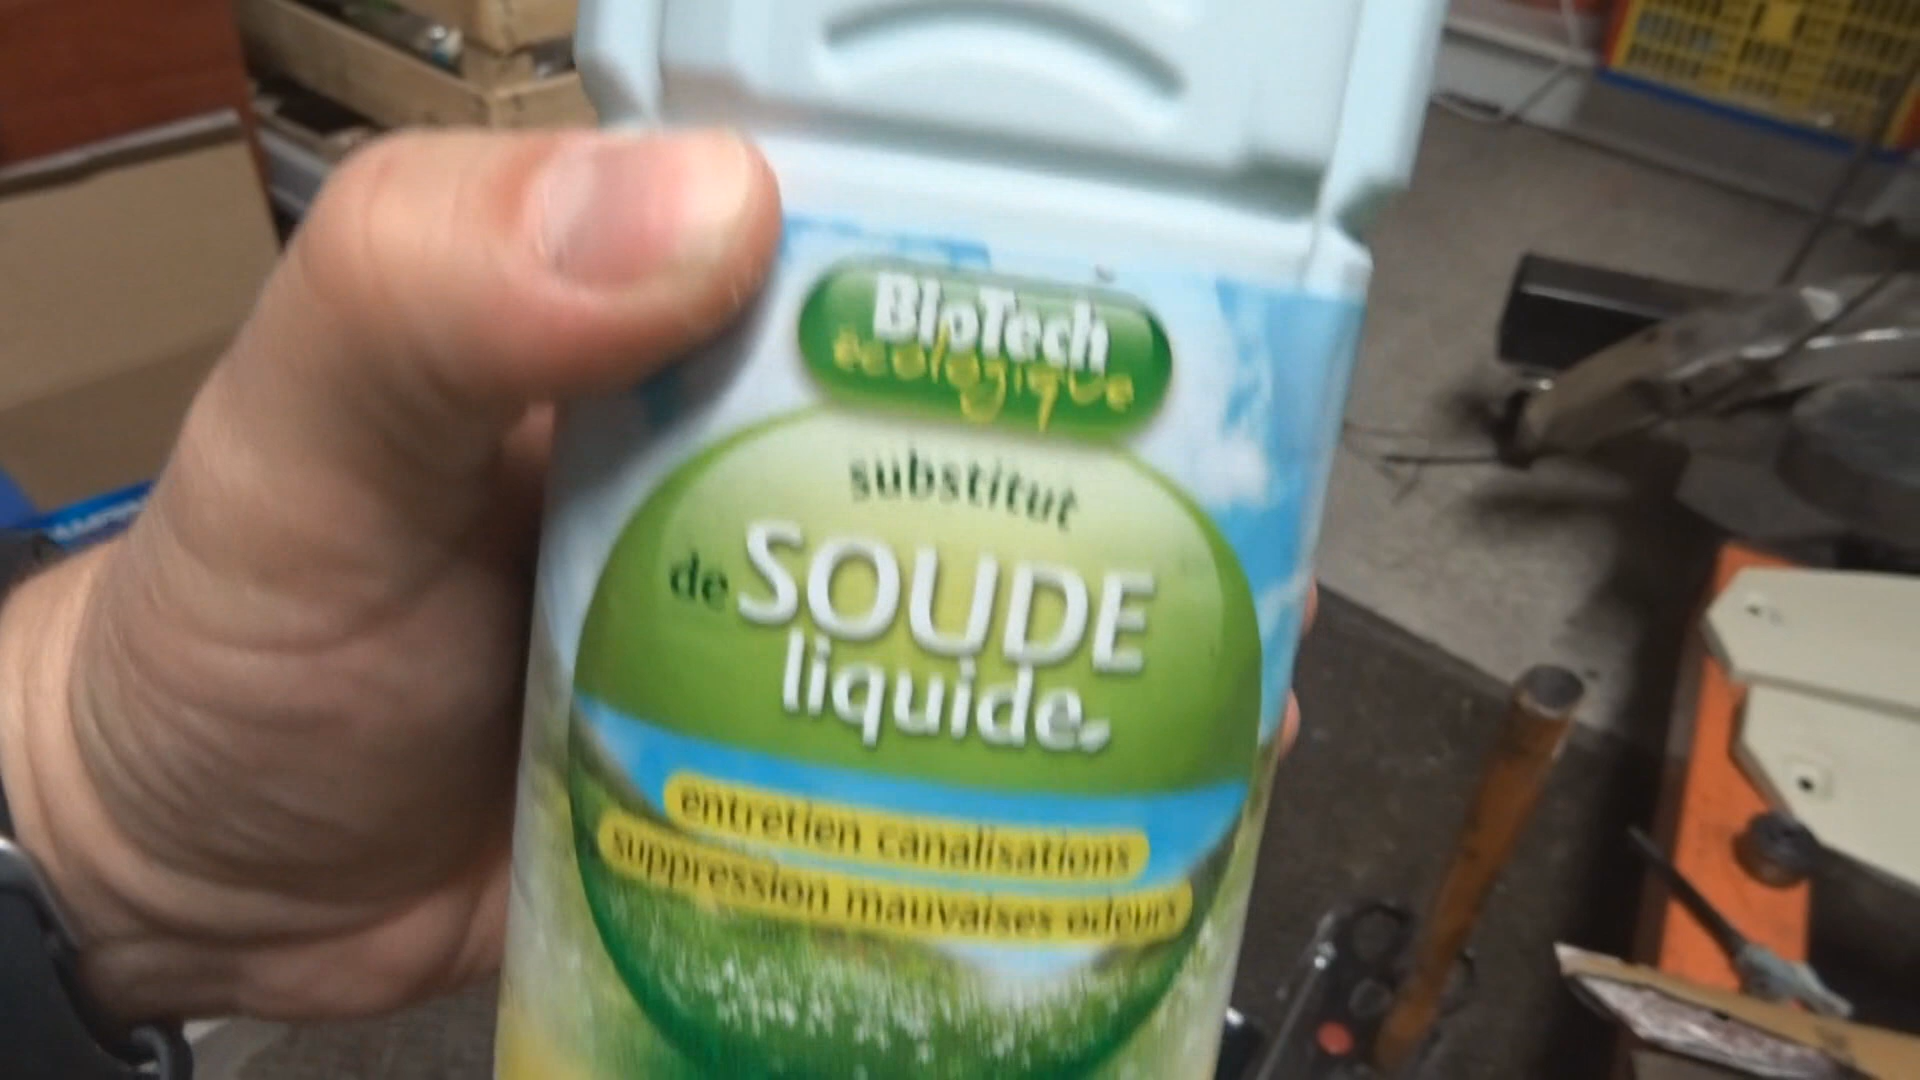 BioTech
écologique
substitut
de SOUDE
liquide
entretien canalisations
suppression mauvaises odeurs